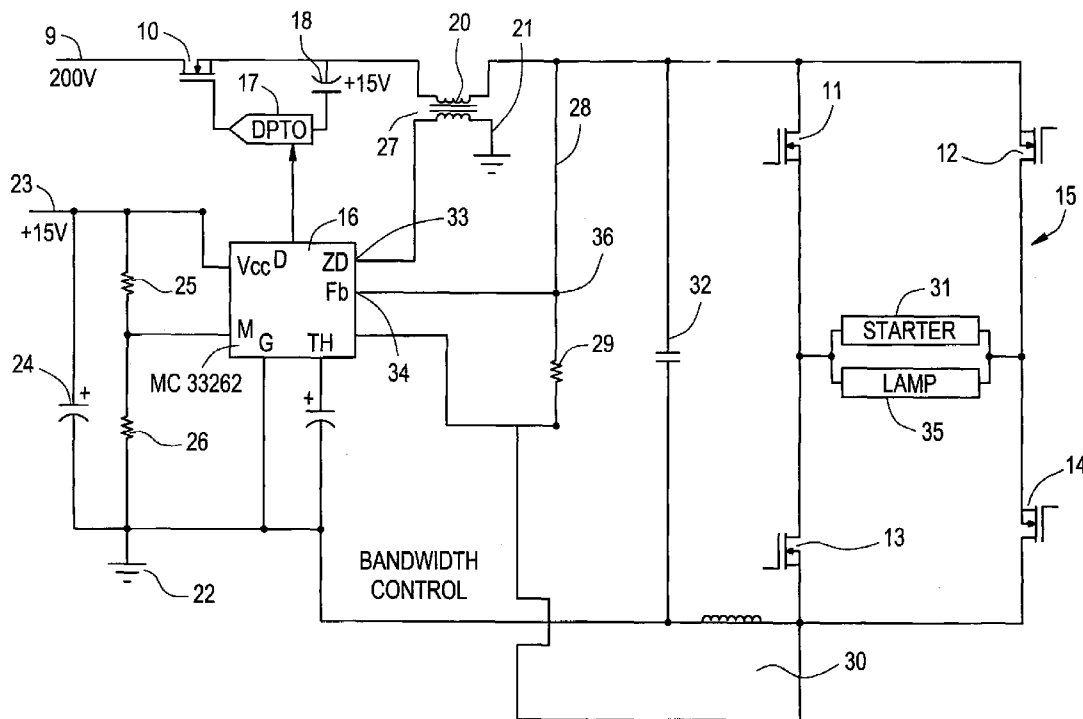 9
10
18
20
21
200V
17
+15V
DPTO
27
28
11
12
23
+15V
16
33
15
D
ZD
Vcc
36
25
Fb
32
31
M
STARTER
G
TH
29
24
+
MC 33262
34
LAMP
+
26
35
14
13
BANDWIDTH
CONTROL
22
30